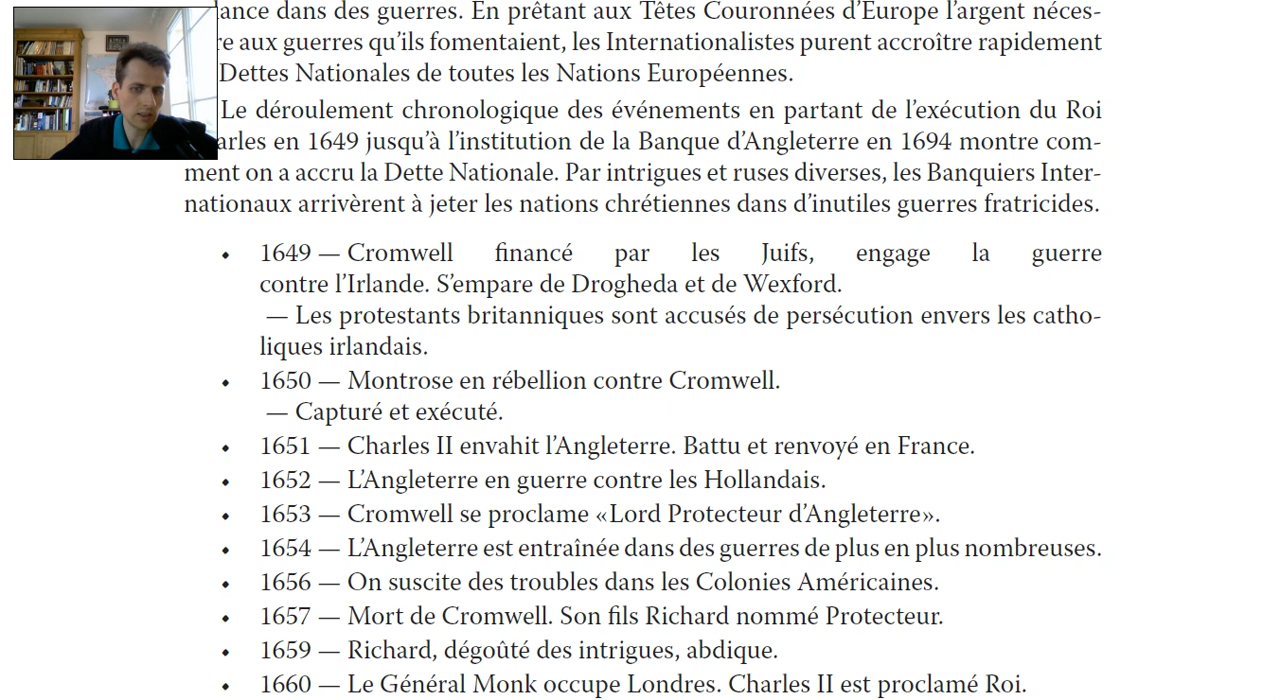 ance dans des guerres. En prêtant aux Têtes Couronnées d'Europe l'argent néces-
re aux guerres qu'ils fomentaient, les Internationalistes purent accroître rapidement
Dettes Nationales de toutes les Nations Européennes.
Le déroulement chronologique des événements en partant de l'exécution du Roi
arles en 1649 jusqu'à l'institution de la Banque d'Angleterre en 1694 montre com-
ment on a accru la Dette Nationale. Par intrigues et ruses diverses, les Banquiers Inter-
nationaux arrivèrent à jeter les nations chrétiennes dans d'inutiles guerres fratricides.
• 1649 — Cromwell financé par les Juifs, engage la guerre
contre l'Irlande. S'empare de Drogheda et de Wexford.
— Les protestants britanniques sont accusés de persécution envers les catho-
liques irlandais.
• 1650 — Montrose en rébellion contre Cromwell.
— Capturé et exécuté.
• 1651 — Charles II envahit l'Angleterre. Battu et renvoyé en France.
• 1652 — L'Angleterre en guerre contre les Hollandais.
• 1653 — Cromwell se proclame «Lord Protecteur d'Angleterre».
• 1654 — L'Angleterre est entraînée dans des guerres de plus en plus nombreuses.
• 1656 — On suscite des troubles dans les Colonies Américaines.
• 1657 — Mort de Cromwell. Son fils Richard nommé Protecteur.
• 1659 — Richard, dégoûté des intrigues, abdique.
• 1660 — Le Général Monk occupe Londres. Charles II est proclamé Roi.